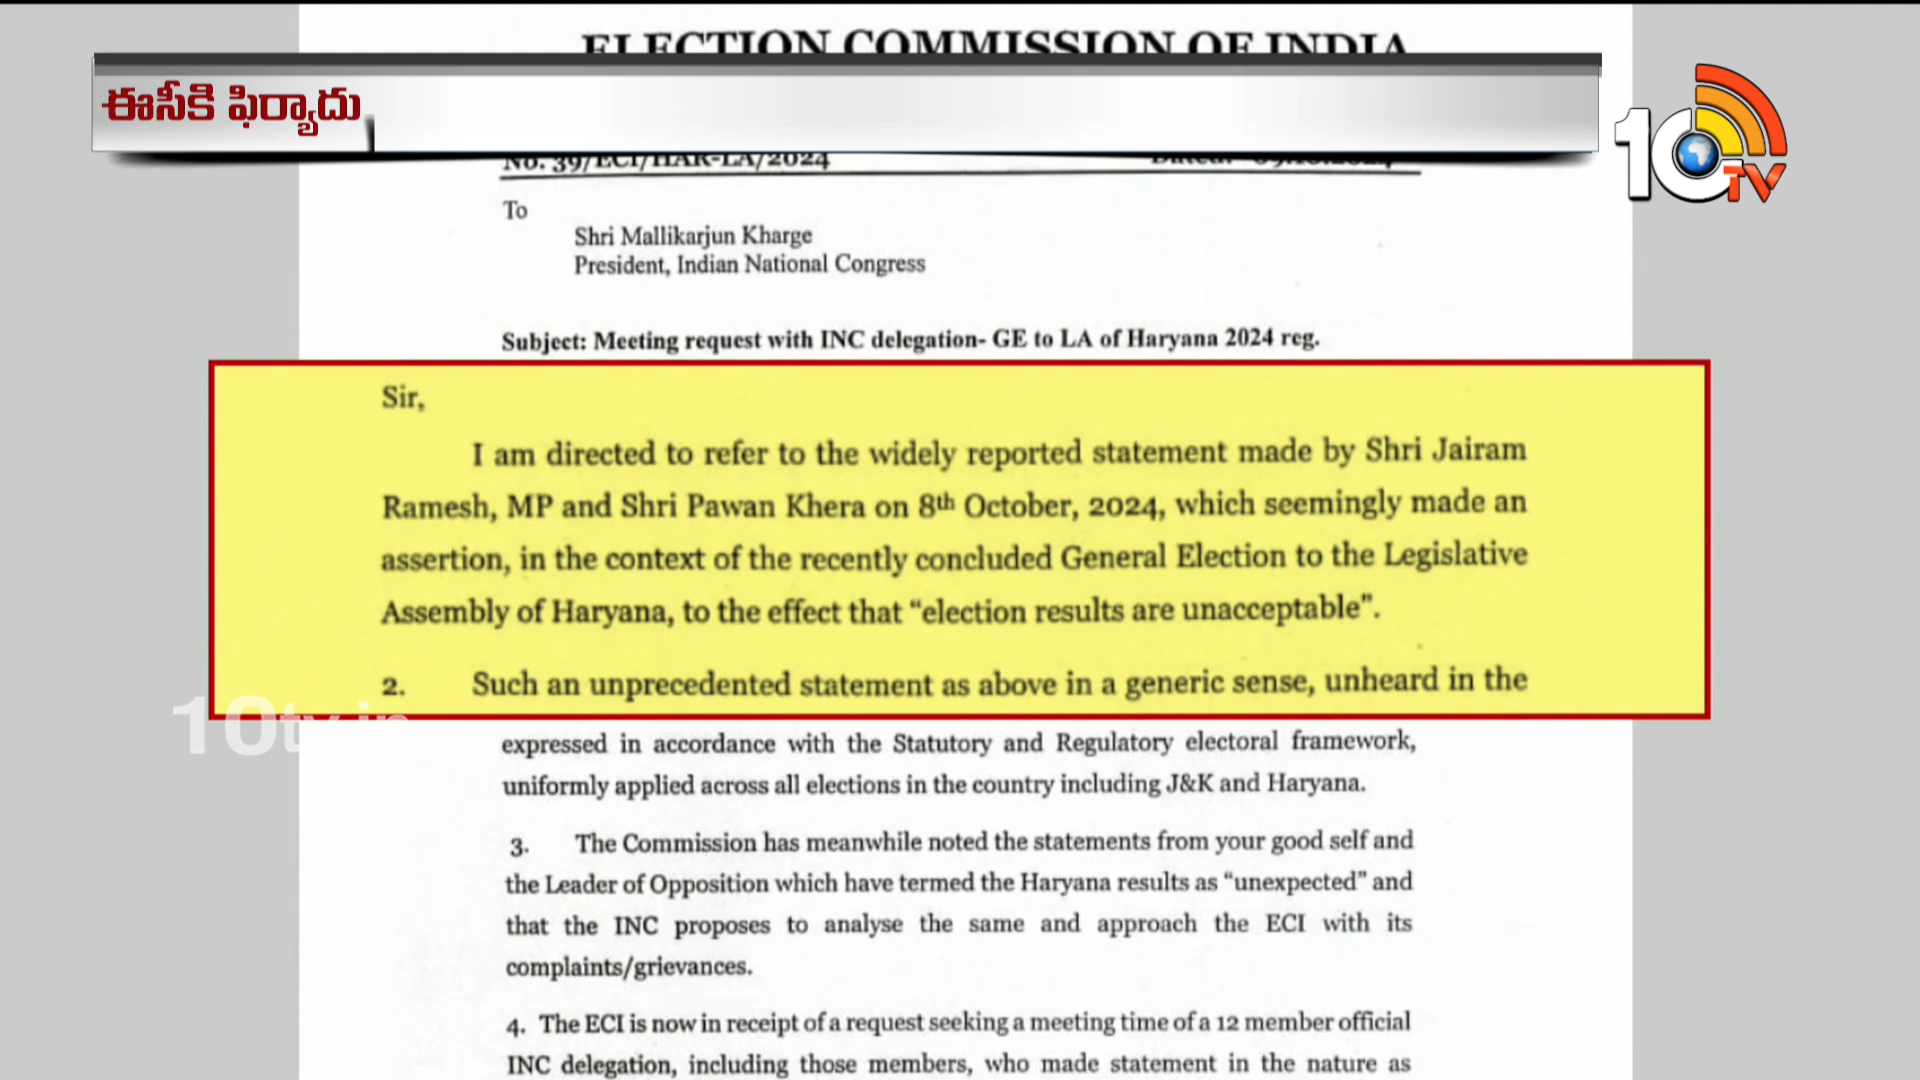 ELECTION COMMISSION OF INDIA
ఈసీకి ఫిర్యాదు
10TV
No. 39/ECI/HAR-LA/2024
To
Shri Mallikarjun Kharge
President, Indian National Congress
Subject: Meeting request with INC delegation- GE to LA of Haryana 2024 reg.
Sir,
I am directed to refer to the widely reported statement made by Shri Jairam
Ramesh, MP and Shri Pawan Khera on 8th October, 2024, which seemingly made an
assertion, in the context of the recently concluded General Election to the Legislative
Assembly of Haryana, to the effect that “election results are unacceptable”.
2. Such an unprecedented statement as above in a generic sense, unheard in the
10tv.in
expressed in accordance with the Statutory and Regulatory electoral framework,
uniformly applied across all elections in the country including J&K and Haryana.
3. The Commission has meanwhile noted the statements from your good self and
the Leader of Opposition which have termed the Haryana results as “unexpected” and
that the INC proposes to analyse the same and approach the ECI with its
complaints/grievances.
4. The ECI is now in receipt of a request seeking a meeting time of a 12 member official
INC delegation, including those members, who made statement in the nature as